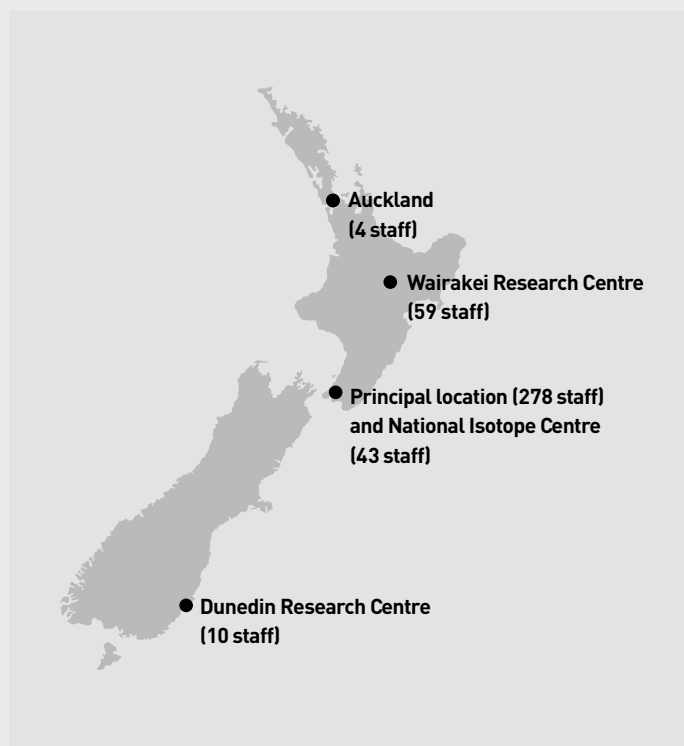 Auckland
(4 staff)
Wairakei Research Centre
(59 staff)
Principal location (278 staff)
and National Isotope Centre
(43 staff)
Dunedin Research Centre
(10 staff)